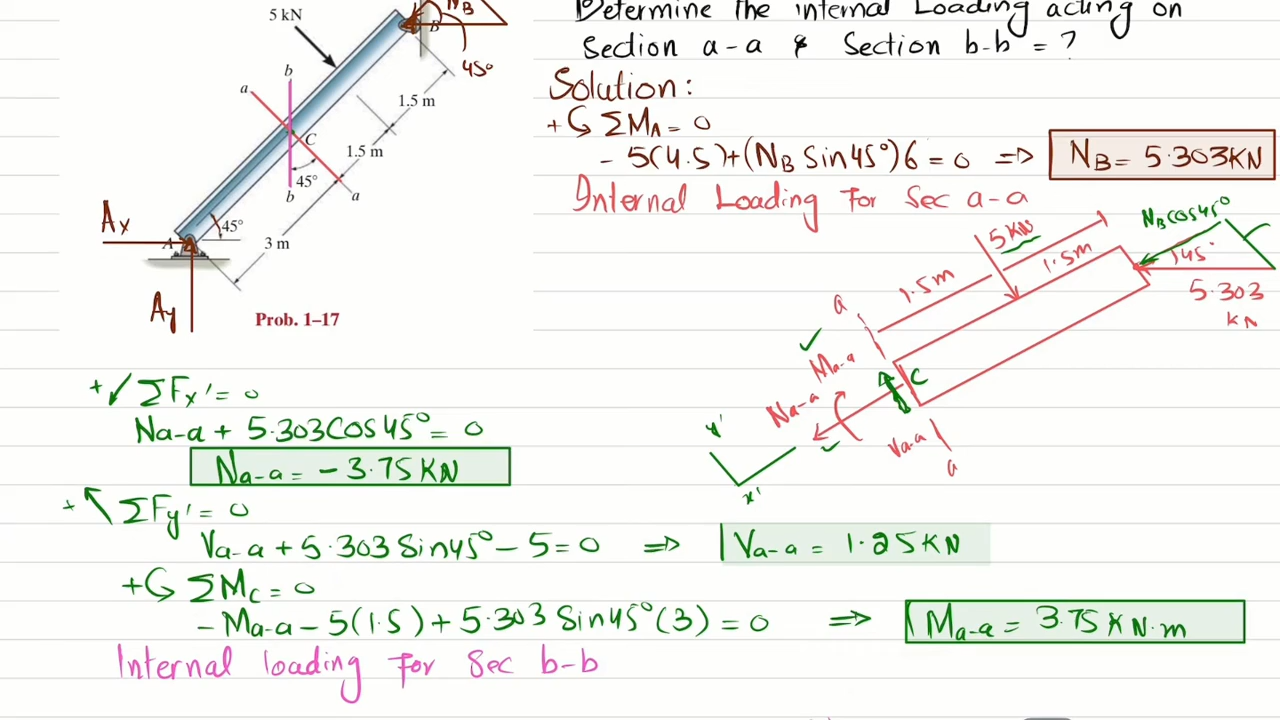 Determine the internal Loading acting on
Section a-a & Section b-b = ?
Solution:
+ ΣMA = 0
- 5(4.5)+(NB Sin45°)6 = 0 => NB = 5.303KN
Internal Loading For Sec a-a
5 kN
NB
B
45°
b
a
1.5 m
C
1.5 m
45°
b
a
Ax
A
45°
3 m
Ay
Prob. 1–17
NBcos45°
5KN
1.5m
1.5m
45°
5.303
KN
a
Ma-a
C
Na-a
Va-a
a
y'
x'
+ ΣFx' = 0
Na-a + 5.303COS45° = 0
Na-a = - 3.75KN
+ ΣFy' = 0
Va-a + 5.303 Sin45° - 5 = 0 => Va-a = 1.25KN
+ ΣMc = 0
- Ma-a - 5(1.5) + 5.303 Sin45°(3) = 0 => Ma-a = 3.75KN.m
Internal loading For Sec b-b